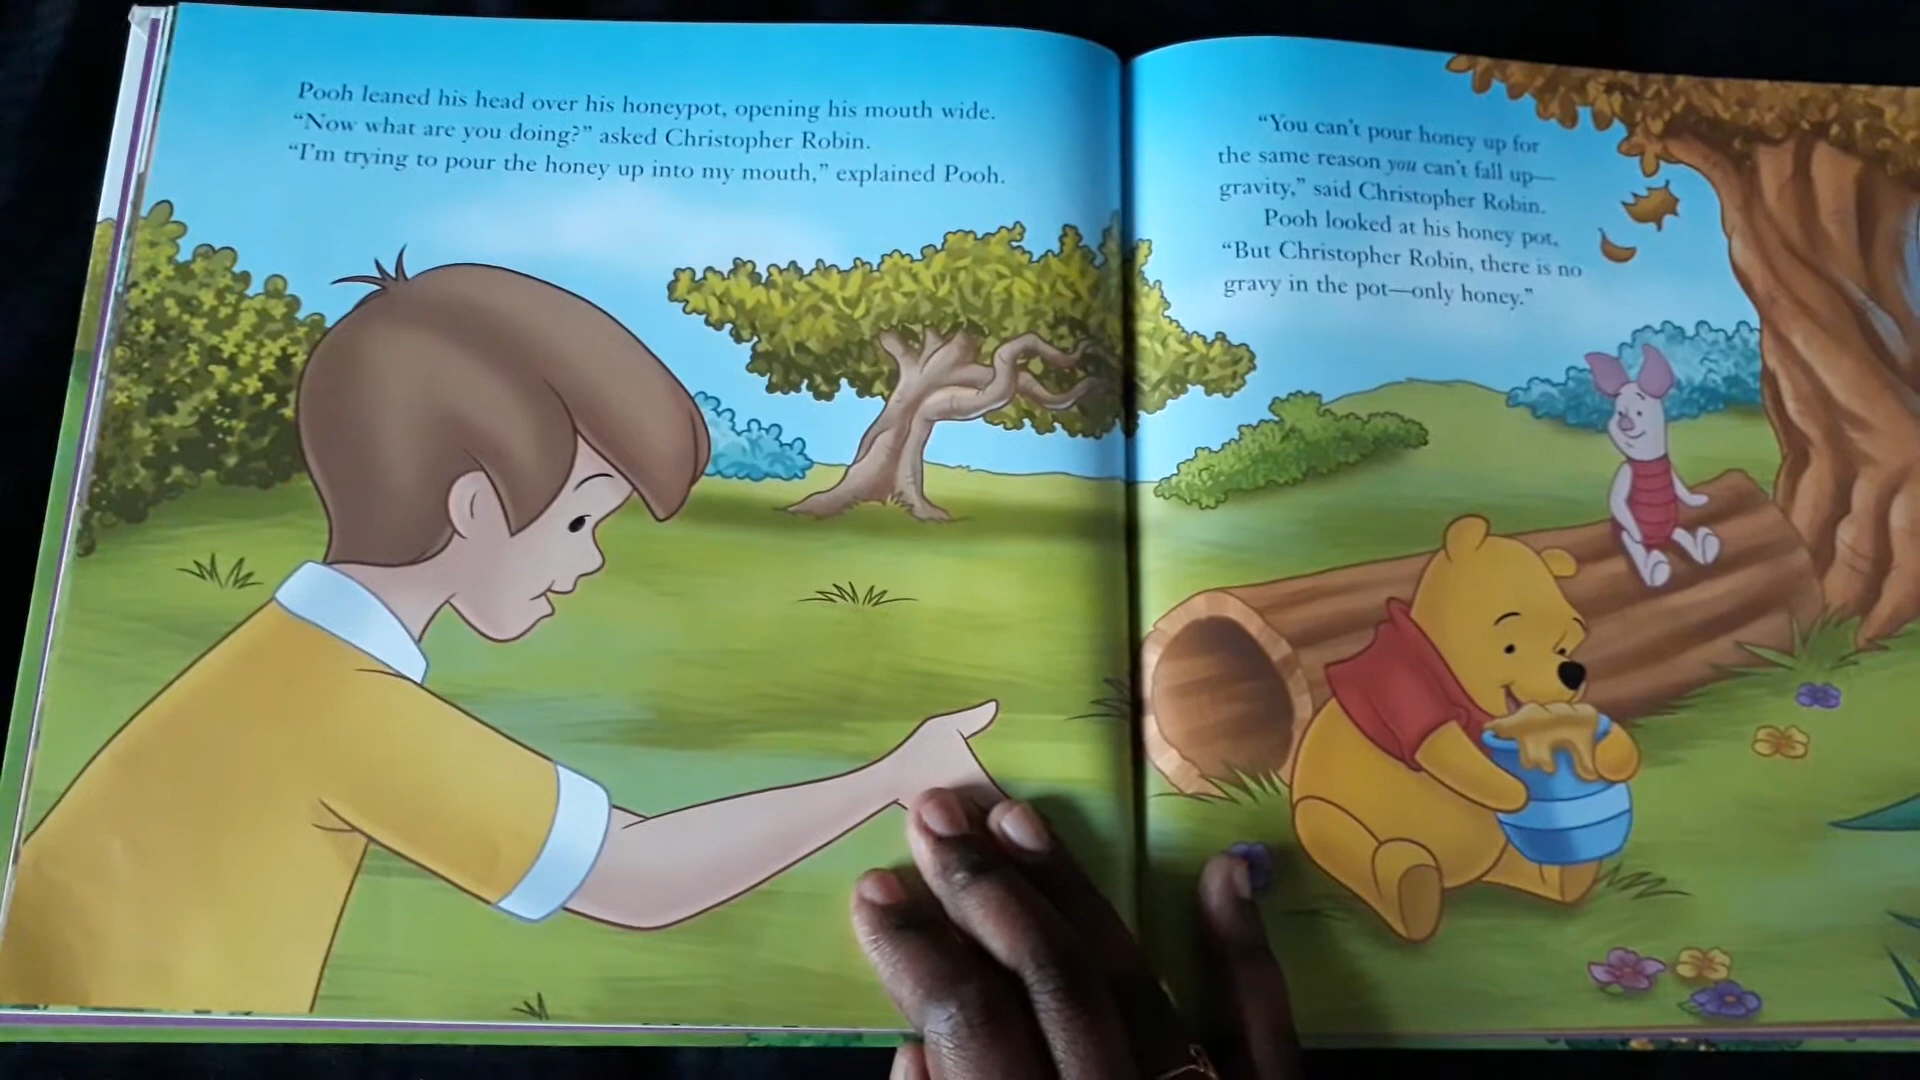 Pooh leaned his head over his honeypot, opening his mouth wide.
“Now what are you doing?” asked Christopher Robin.
“I’m trying to pour the honey up into my mouth,” explained Pooh.
“You can’t pour honey up for
the same reason you can’t fall up—
gravity,” said Christopher Robin.
Pooh looked at his honey pot.
“But Christopher Robin, there is no
gravy in the pot—only honey.”